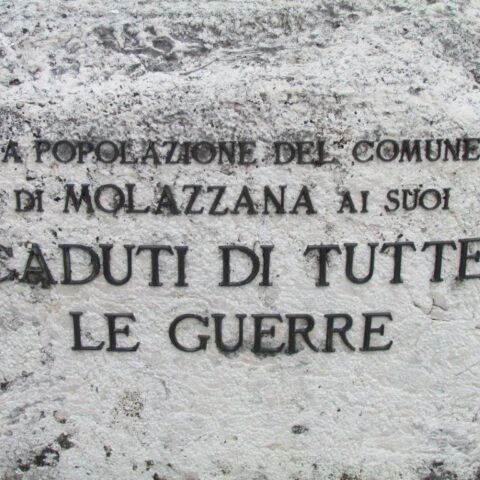 A POPOLAZIONE DEL COMUNE
DI MOLAZZANA AI SUOI
CADUTI DI TUTTE
LE GUERRE